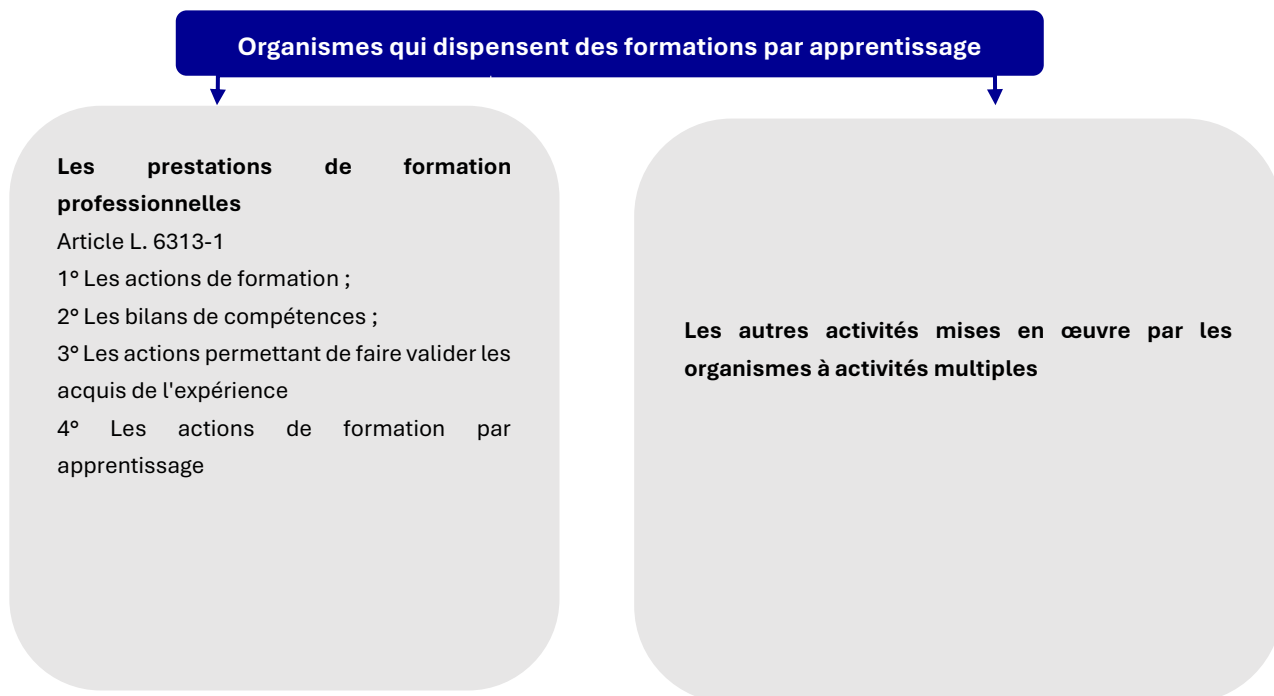 Organismes qui dispensent des formations par apprentissage
Les prestations de formation
professionnelles
Article L. 6313-1
1° Les actions de formation ;
2° Les bilans de compétences ;
3° Les actions permettant de faire valider les
acquis de l'expérience
4° Les actions de formation par
apprentissage
Les autres activités mises en œuvre par les
organismes à activités multiples